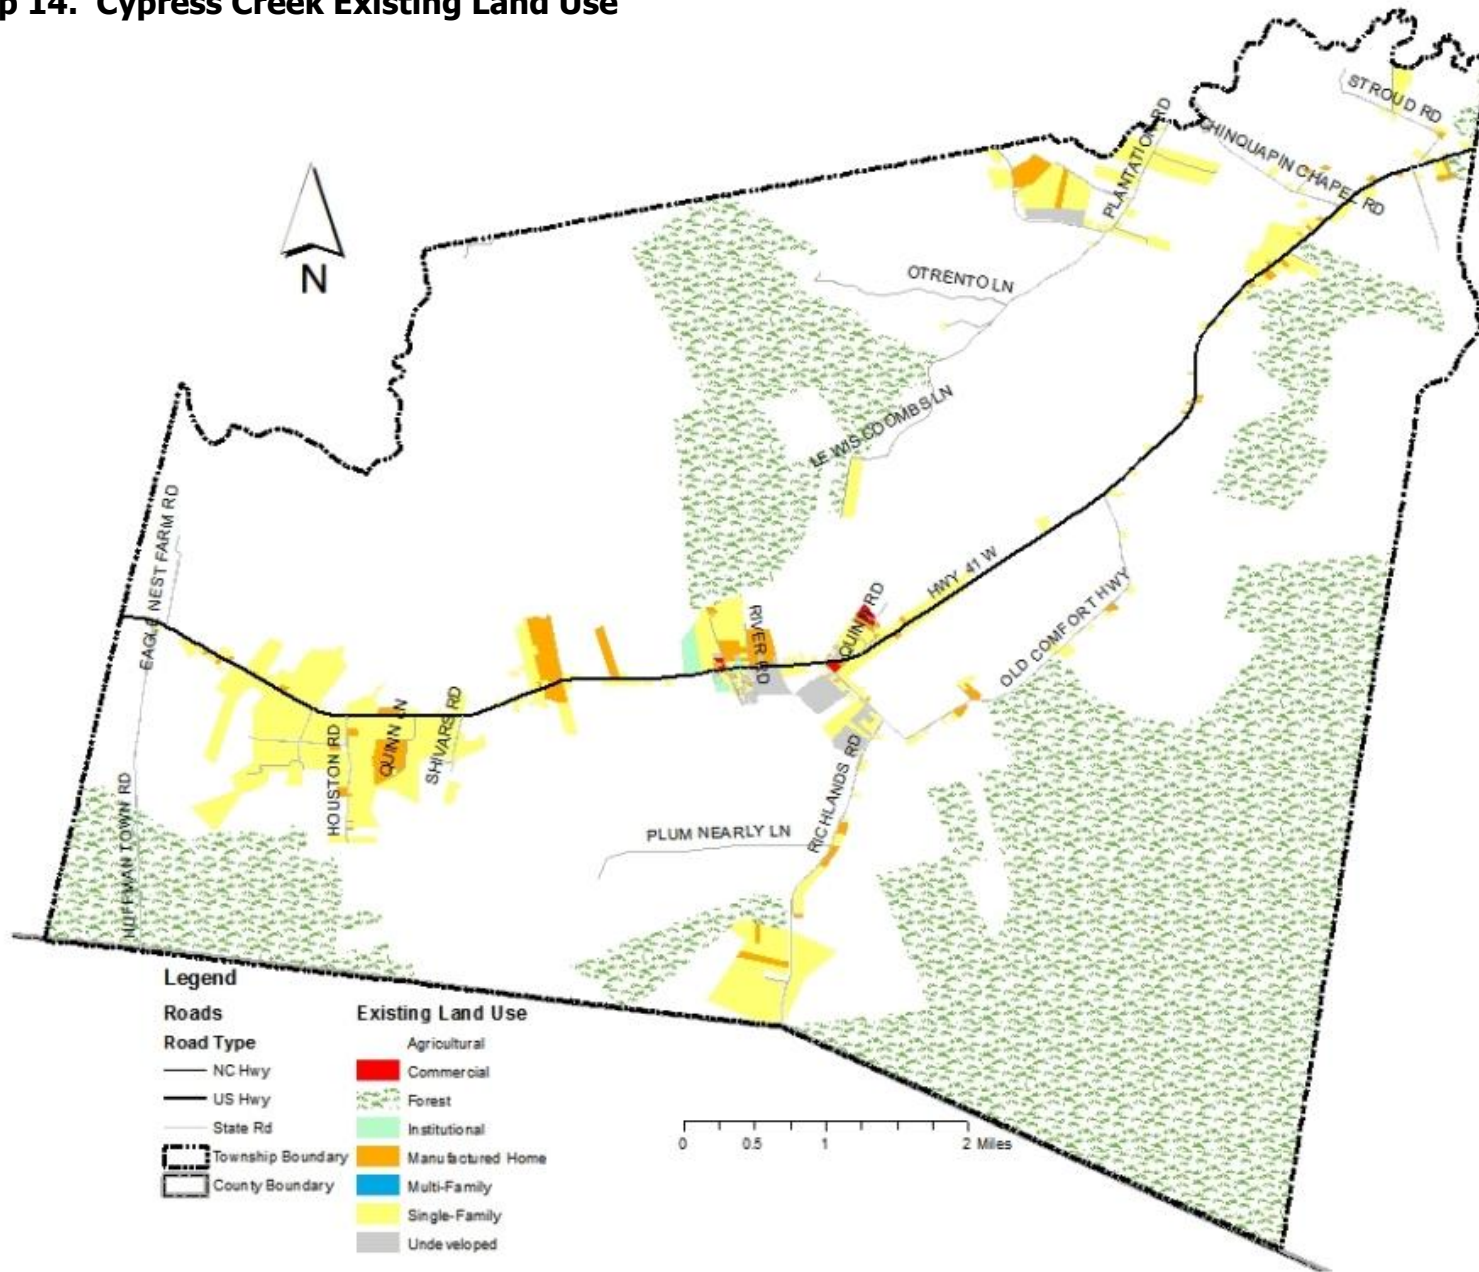 p 14. Cypress Creek Existing Land Use
STROUD RD
CHINQUAPIN CHAPEL RD
PLANTATION RD
N
OTRENTO LN
LEWIS COOMBS LN
EAGLE NEST FARM RD
HWY 41 W
QUINN RD
RIVER RD
OLD COMFORT HWY
QUINN LN
SHIVARS RD
HOUSTON RD
RICHLANDS RD
PLUM NEARLY LN
HUFFMAN TOWN RD
Legend
Roads
Road Type
NC Hwy
US Hwy
State Rd
Township Boundary
County Boundary
Existing Land Use
Agricultural
Commercial
Forest
Institutional
Manufactured Home
Multi-Family
Single-Family
Undeveloped
0 0.5 1 2 Miles